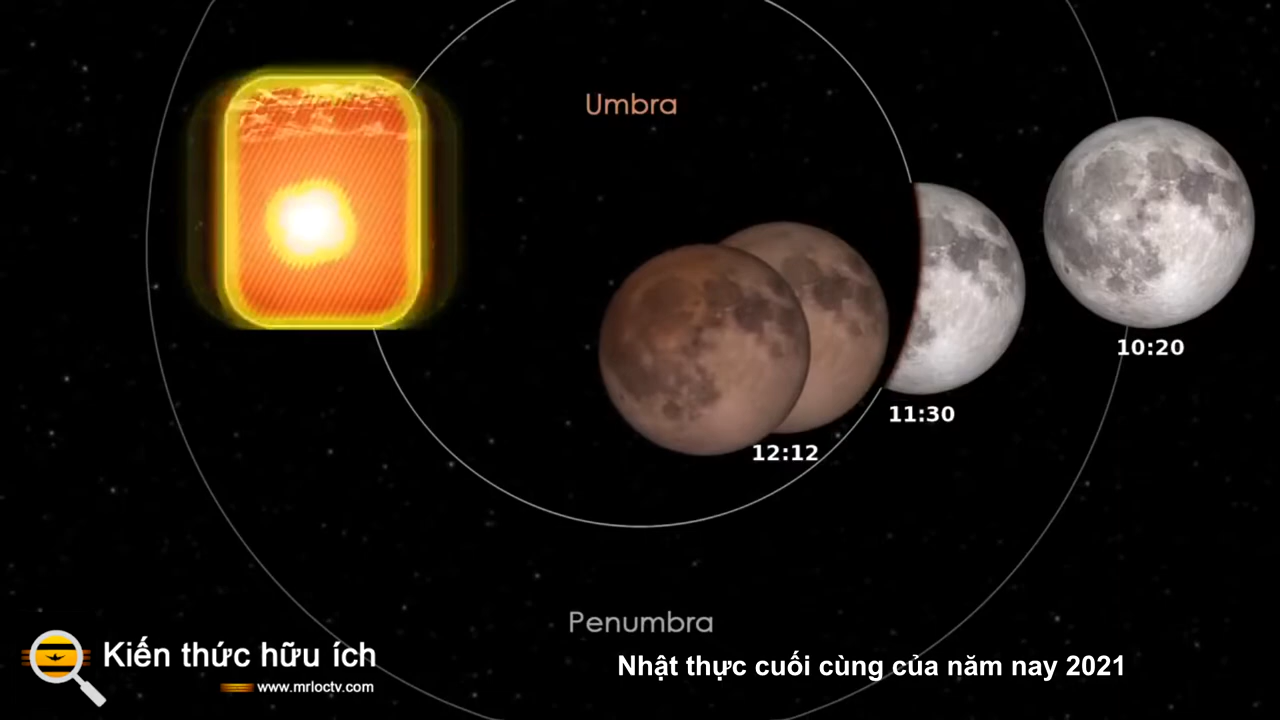 Umbra
10:20
11:30
12:12
Penumbra
Kiến thức hữu ích
www.mrloctv.com
Nhật thực cuối cùng của năm nay 2021